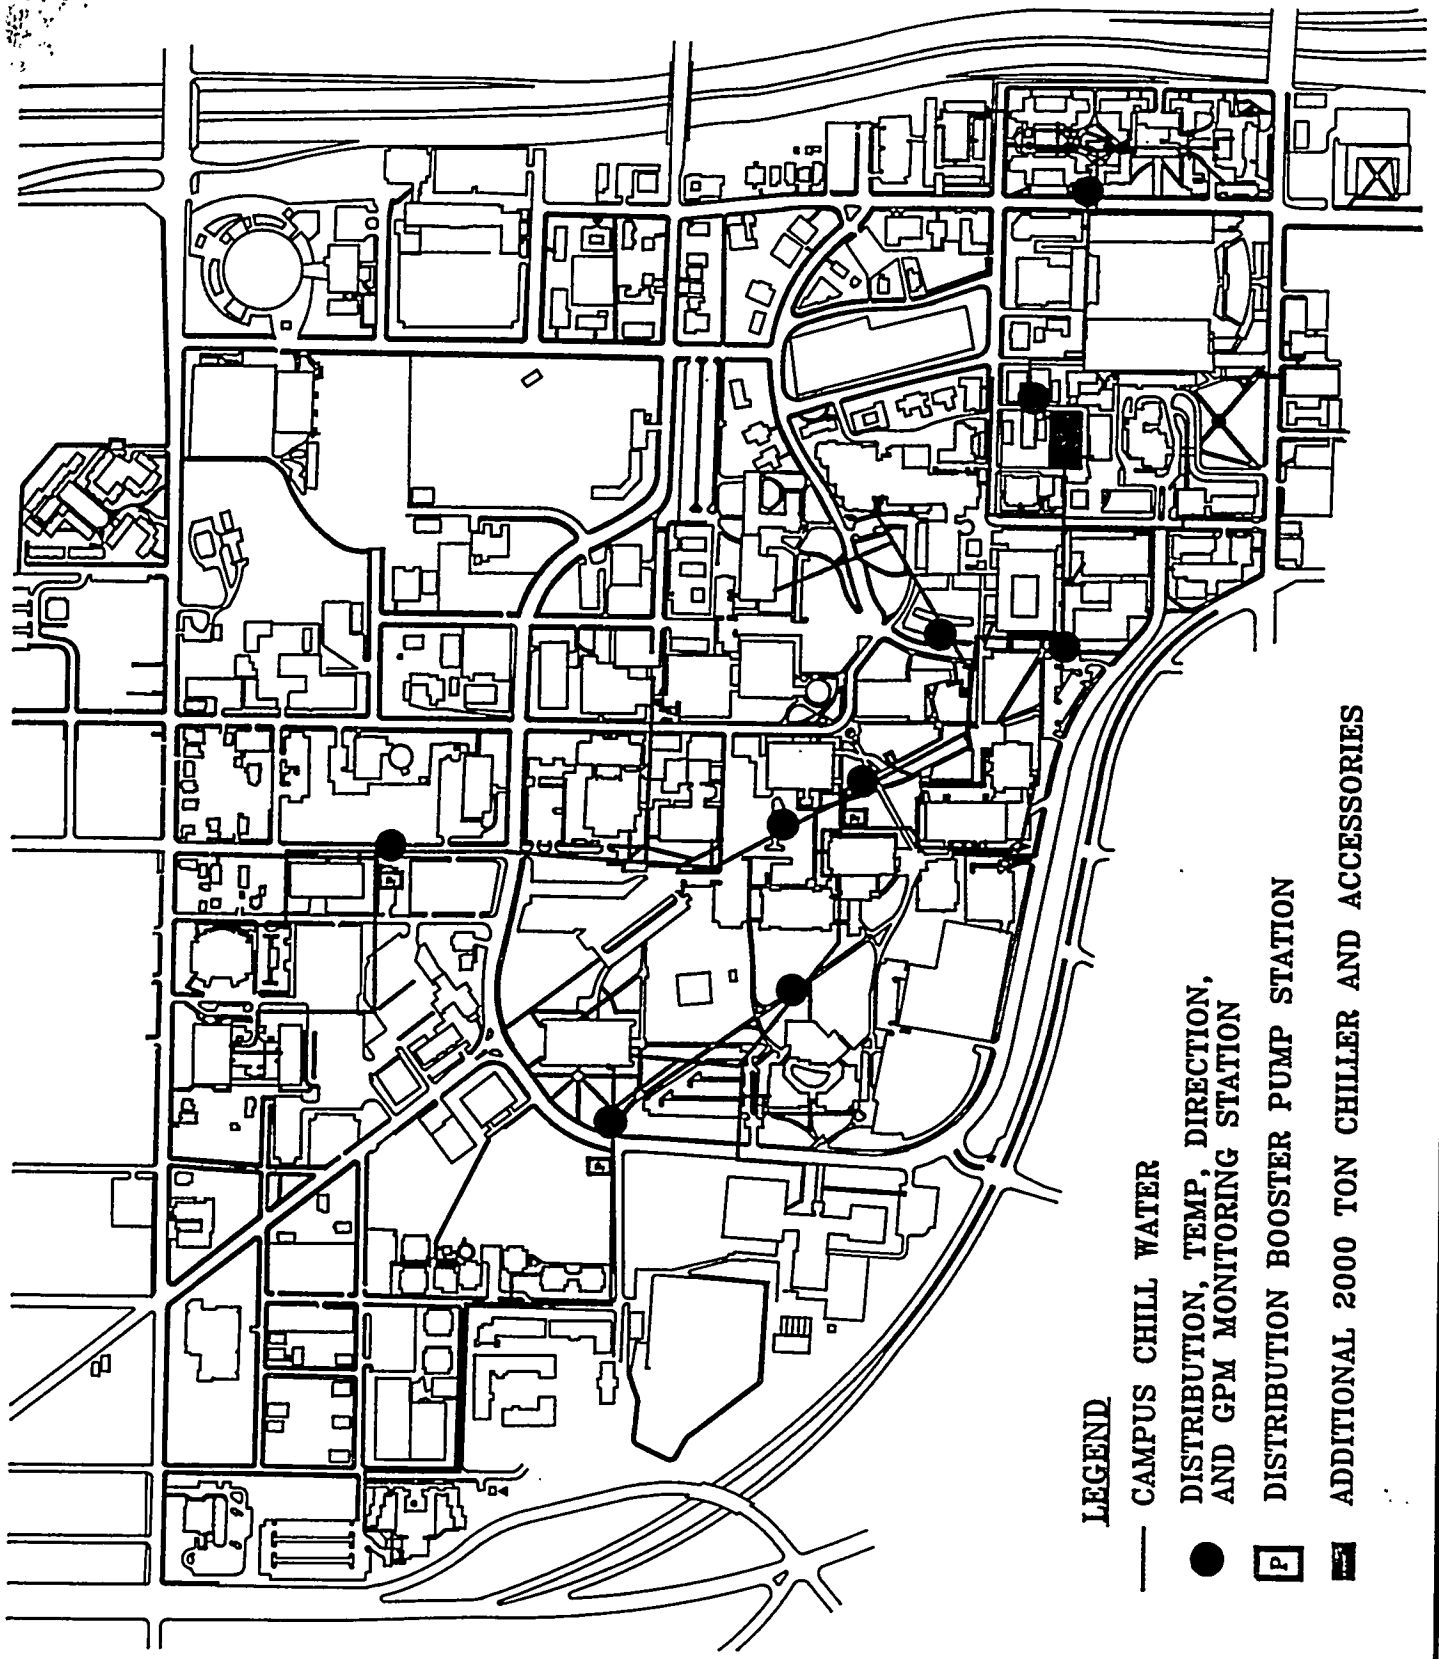 P
P
P
LEGEND
CAMPUS CHILL WATER
DISTRIBUTION, TEMP, DIRECTION,
AND GPM MONITORING STATION
P DISTRIBUTION BOOSTER PUMP STATION
ADDITIONAL 2000 TON CHILLER AND ACCESSORIES